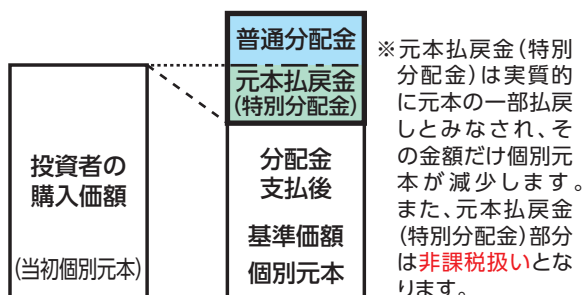 投資者の
購入価額
(当初個別元本)
普通分配金
元本払戻金
(特別分配金)
分配金
支払後
基準価額
個別元本
※元本払戻金(特別
分配金)は実質的
に元本の一部払戻
しとみなされ、そ
の金額だけ個別元
本が減少します。
また、元本払戻金
(特別分配金)部分
は非課税扱いとな
ります。